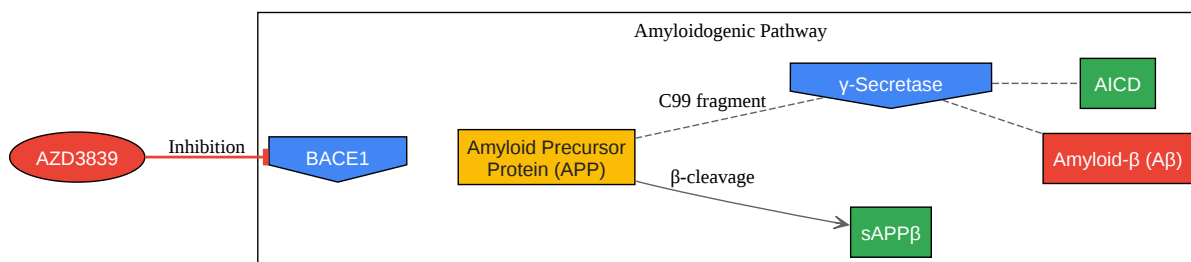 Amyloidogenic Pathway
γ-Secretase
AICD
C99 fragment
AZD3839
Inhibition
BACE1
Amyloid Precursor
Protein (APP)
Amyloid-β (Aβ)
β-cleavage
sAPPβ